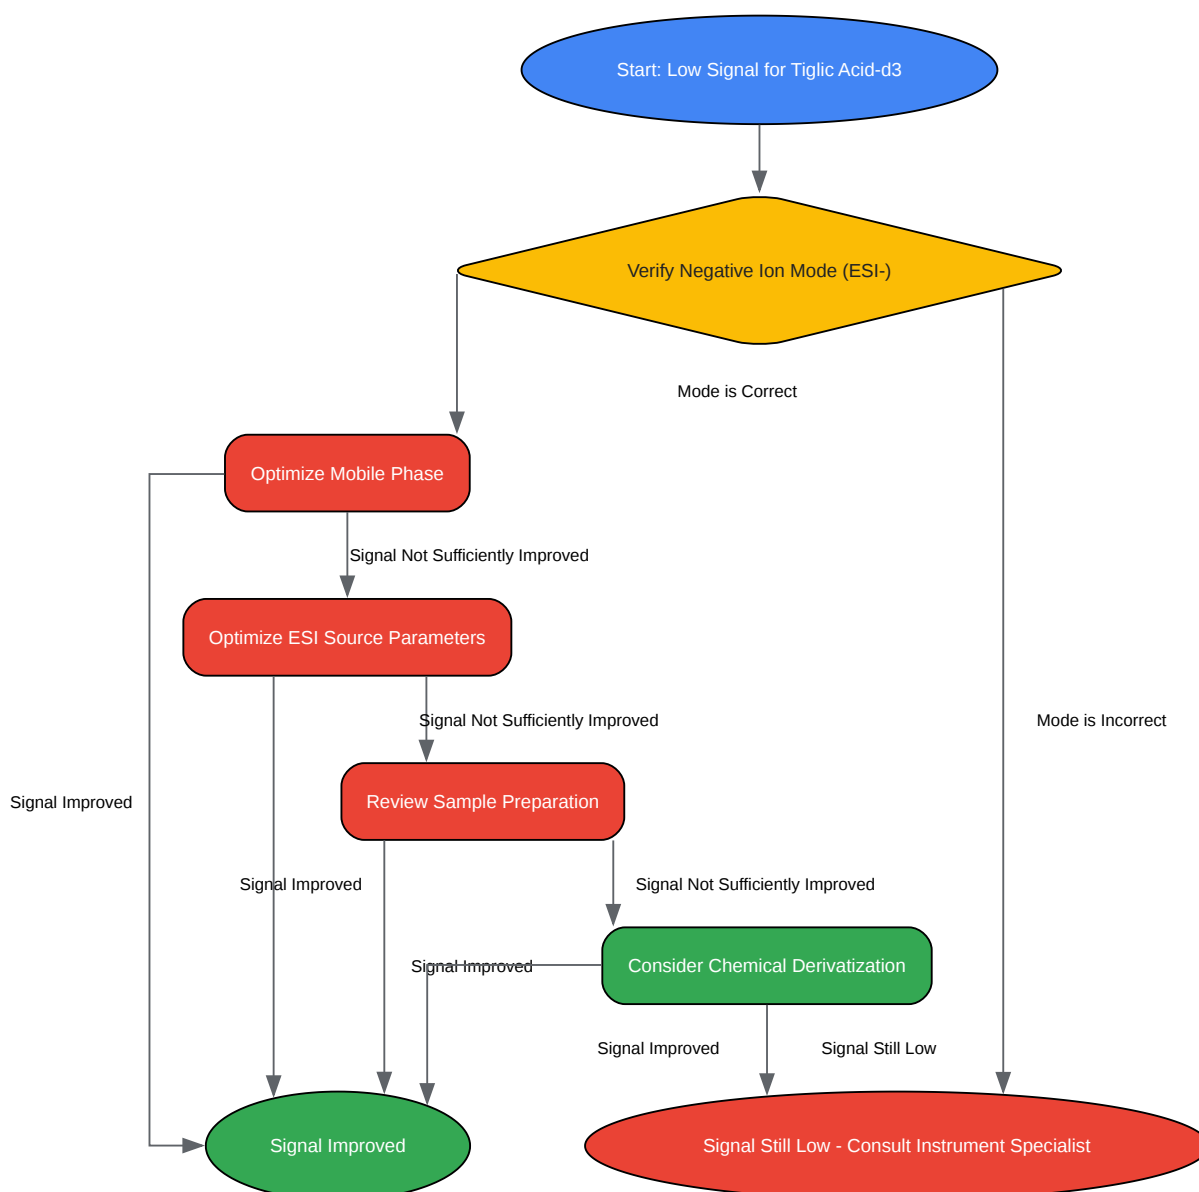 Start: Low Signal for Tiglic Acid-d3
Verify Negative Ion Mode (ESI-)
Mode is Correct
Optimize Mobile Phase
Signal Not Sufficiently Improved
Optimize ESI Source Parameters
Signal Not Sufficiently Improved
Mode is Incorrect
Signal Improved
Review Sample Preparation
Signal Improved
Signal Not Sufficiently Improved
Signal Improved
Consider Chemical Derivatization
Signal Improved
Signal Still Low
Signal Improved
Signal Still Low - Consult Instrument Specialist